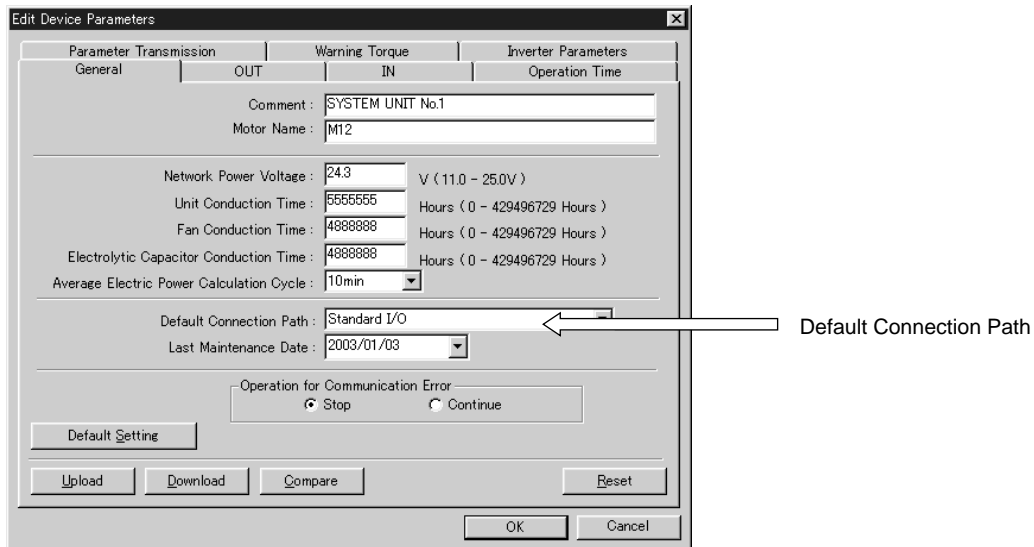 Edit Device Parameters
Parameter Transmission Warning Torque Inverter Parameters
General OUT IN Operation Time
Comment : SYSTEM UNIT No.1
Motor Name : M12
Network Power Voltage : 24.3 V ( 11.0 - 25.0V )
Unit Conduction Time : 5555555 Hours ( 0 - 429496729 Hours )
Fan Conduction Time : 4888888 Hours ( 0 - 429496729 Hours )
Electrolytic Capacitor Conduction Time : 4888888 Hours ( 0 - 429496729 Hours )
Average Electric Power Calculation Cycle : 10min
Default Connection Path : Standard I/O Default Connection Path
Last Maintenance Date : 2003/01/03
Operation for Communication Error
Stop Continue
Default Setting
Upload Download Compare Reset
OK Cancel